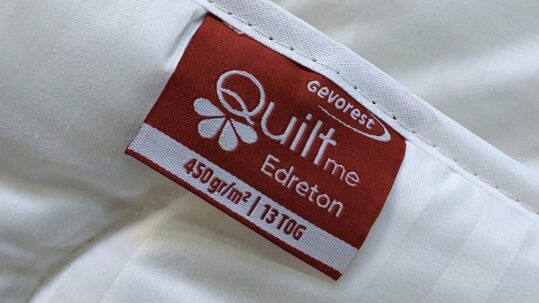 Gevorest
Quilt me
Edreton
450gr/m² | 13 TOG